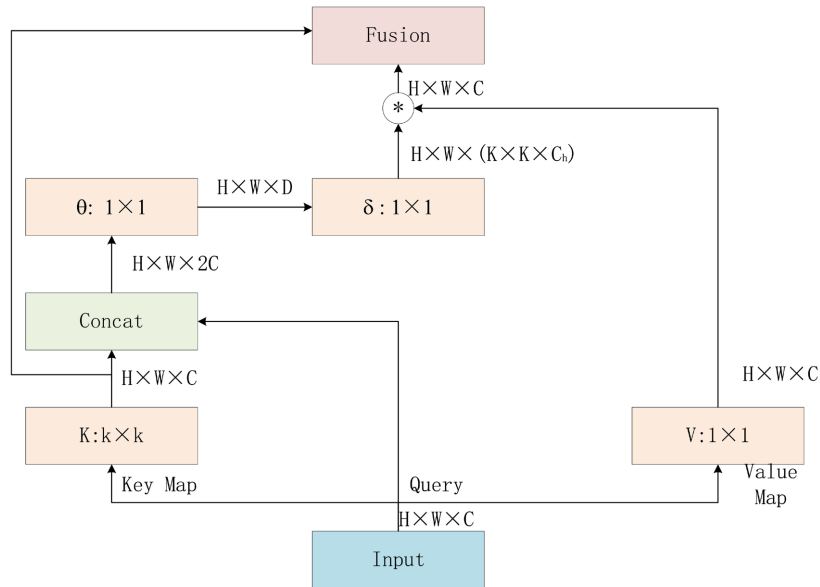 Fusion
H×W×C
*
H×W×(K×K×Cₕ)
H×W×D
θ: 1×1
δ:1×1
H×W×2C
Concat
H×W×C
H×W×C
K:k×k
V:1×1
Key Map
Query
Value
Map
H×W×C
Input